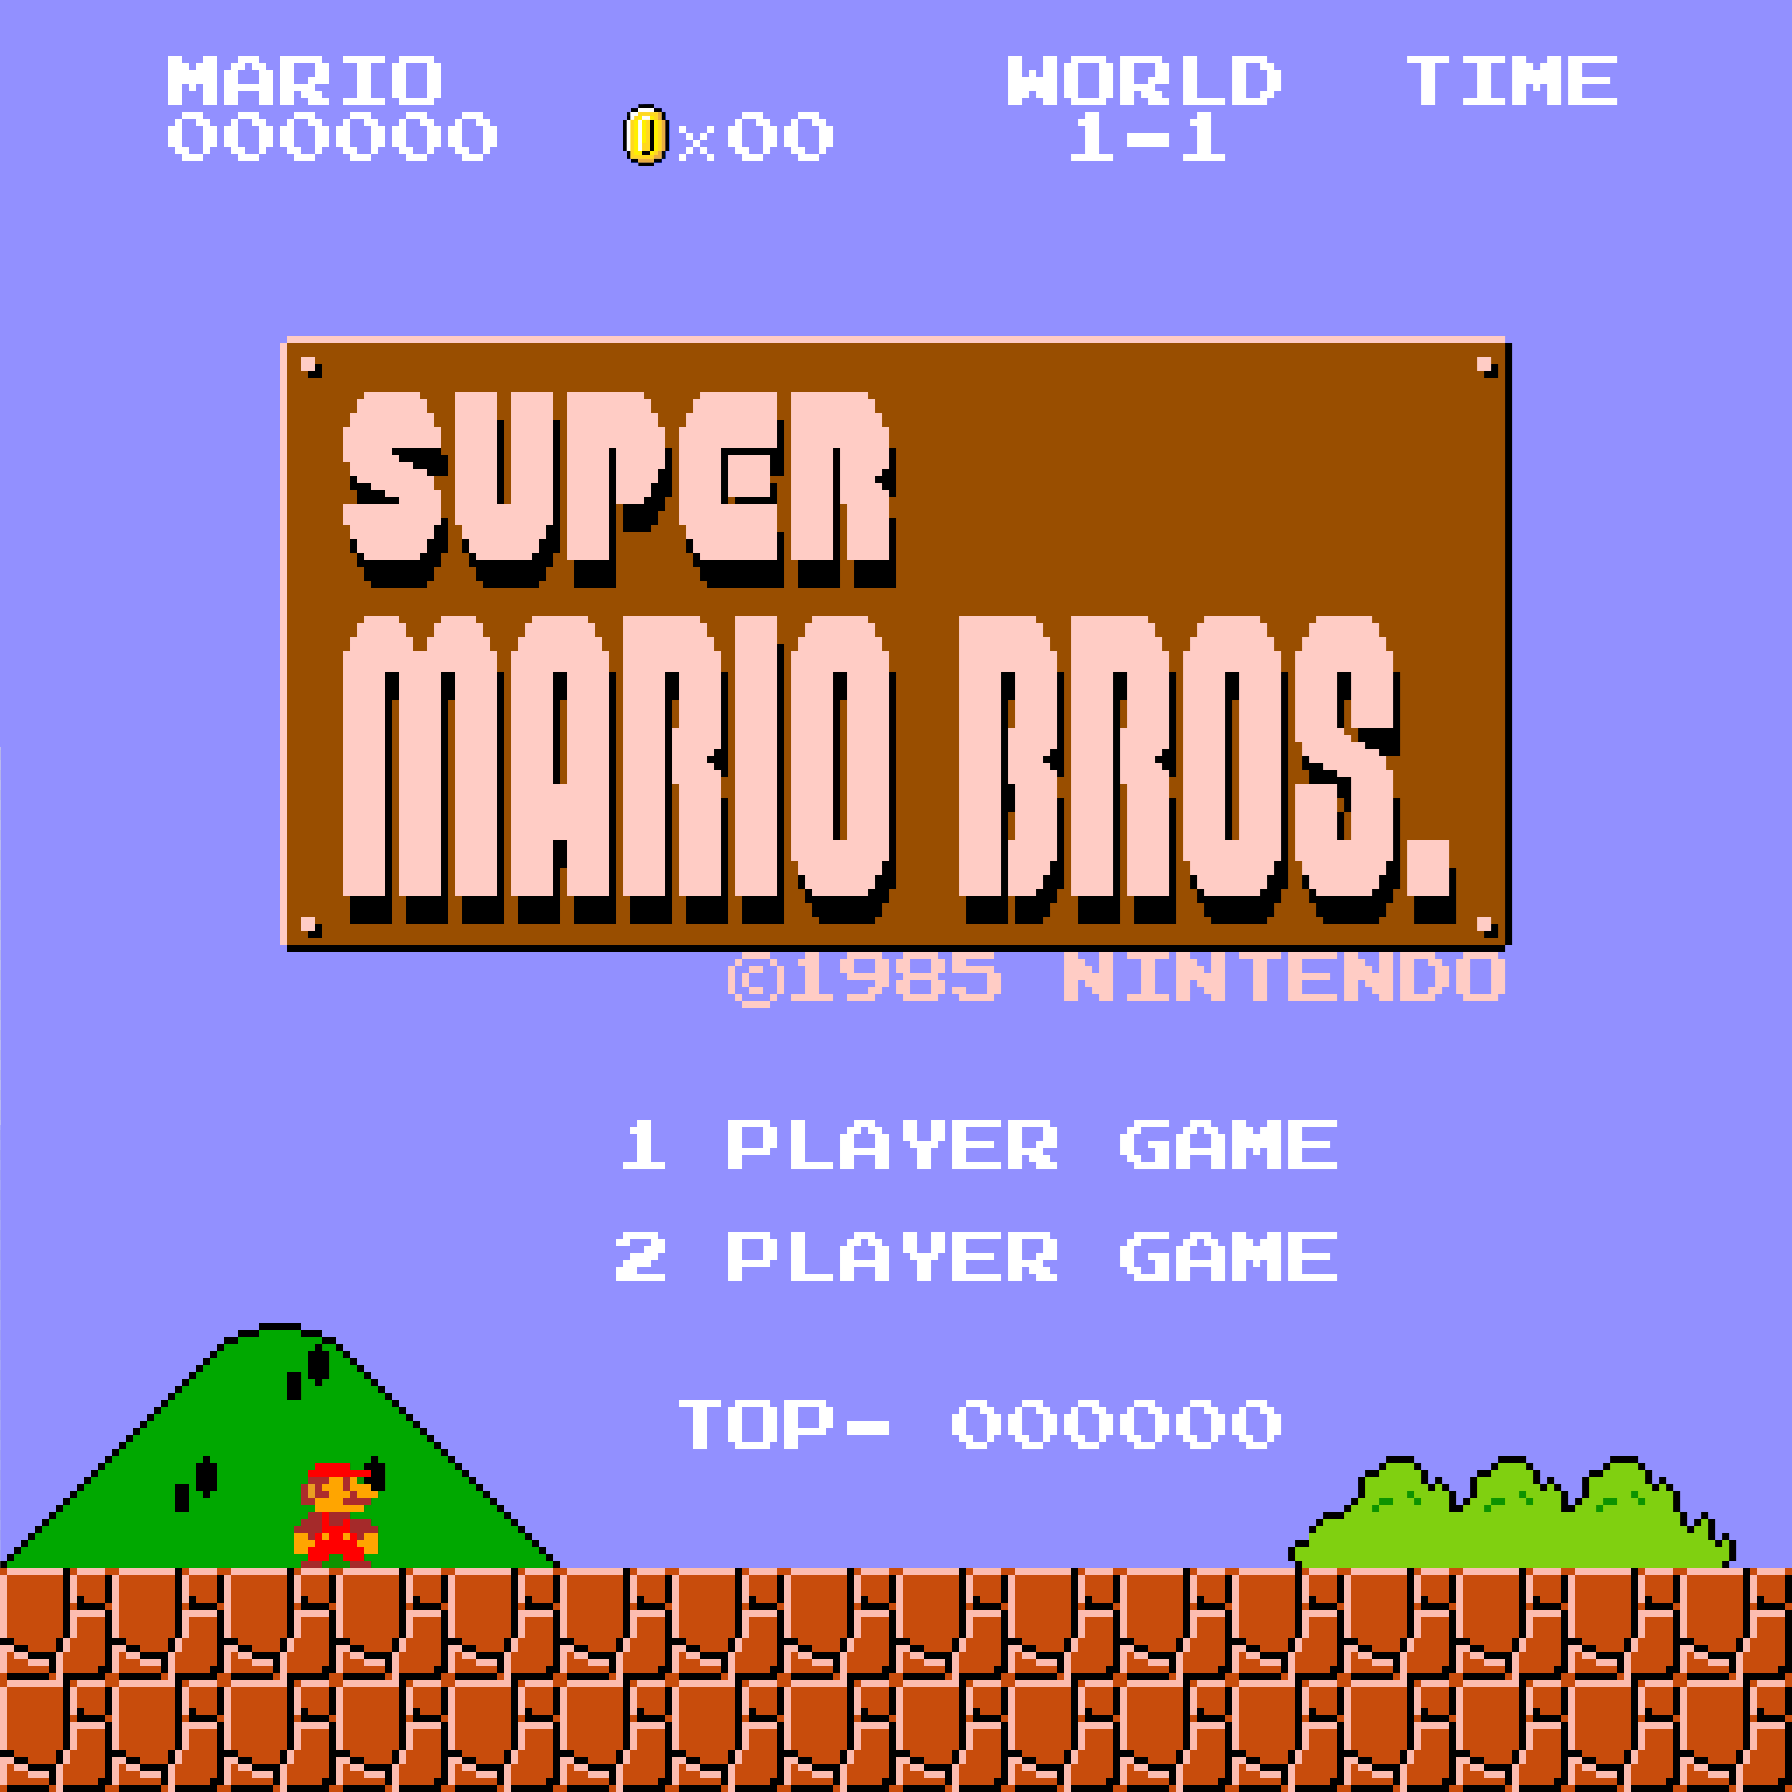 MARIO WORLD TIME
000000 x00 1-1
SUPER
MARIO BROS.
©1985 NINTENDO
1 PLAYER GAME
2 PLAYER GAME
TOP- 000000